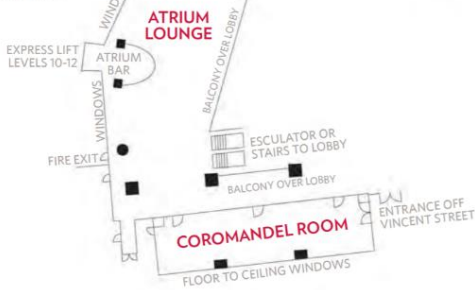 WINDOWS
ATRIUM
LOUNGE
BALCONY OVER LOBBY
EXPRESS LIFT
LEVELS 10-12
ATRIUM
BAR
WINDOWS
FIRE EXIT
ESCULATOR OR
STAIRS TO LOBBY
BALCONY OVER LOBBY
ENTRANCE OFF
VINCENT STREET
COROMANDEL ROOM
FLOOR TO CEILING WINDOWS